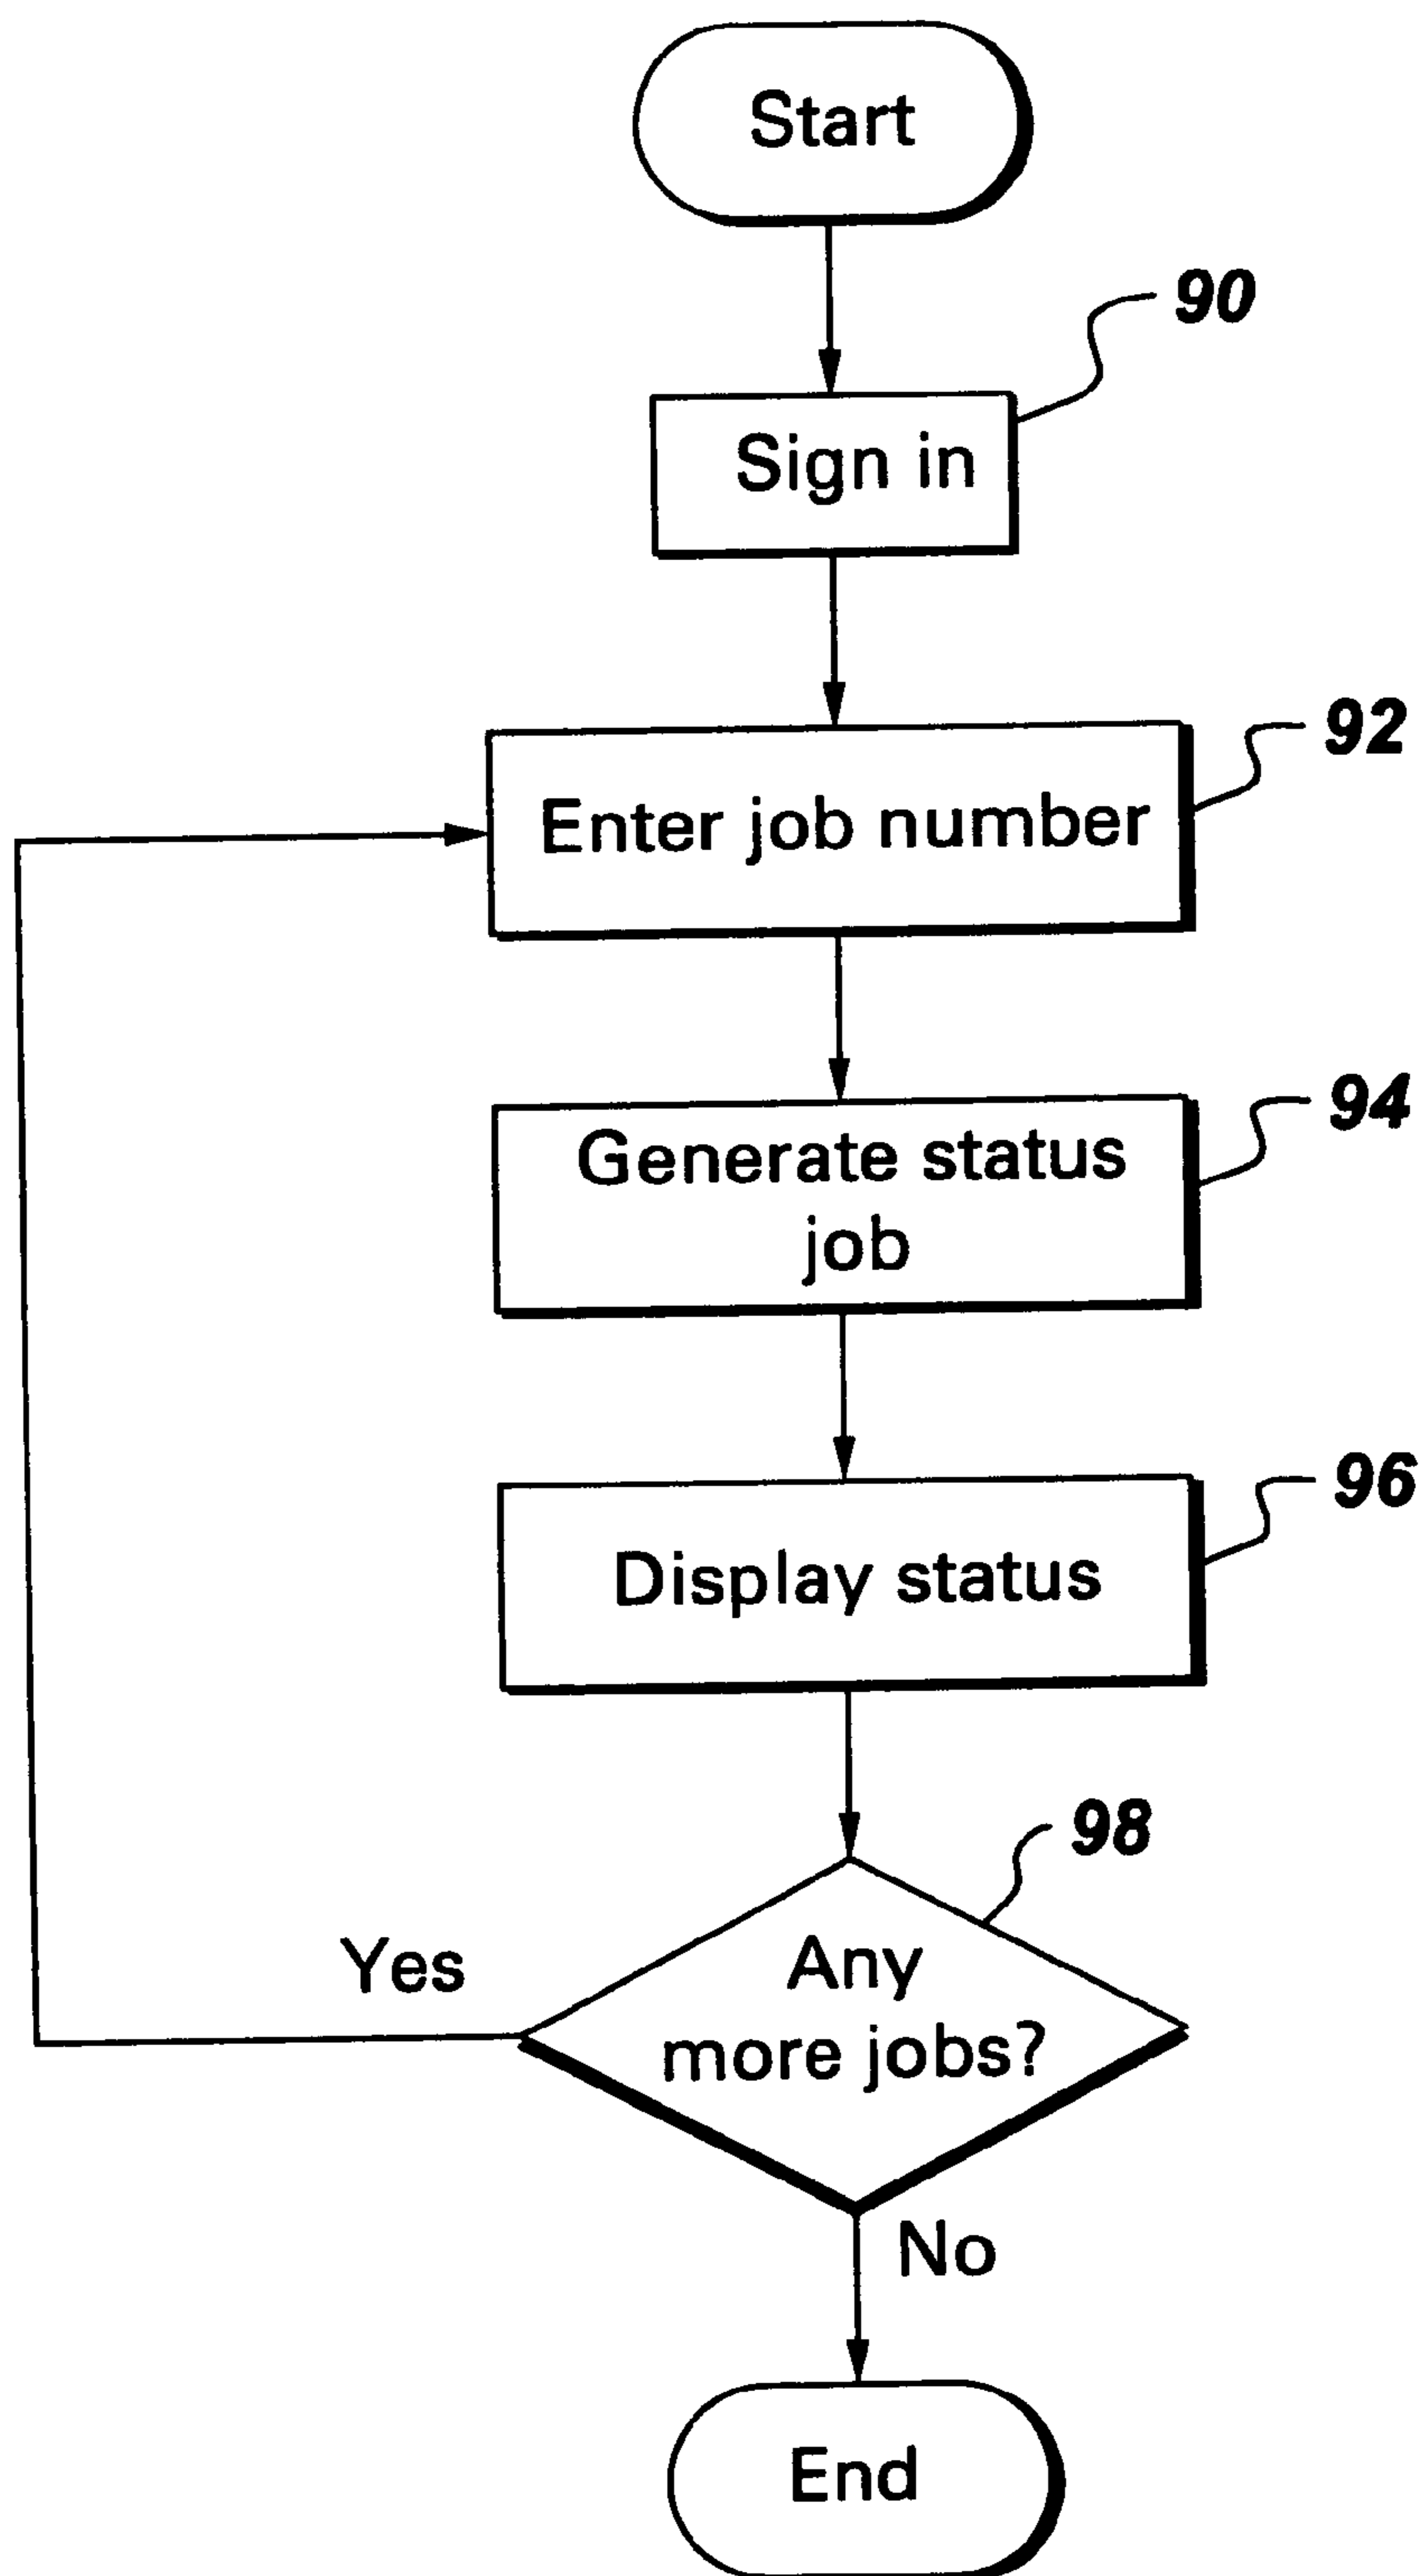 Start
90
Sign in
92
Enter job number
94
Generate status
job
96
Display status
98
Any
more jobs?
Yes
No
End